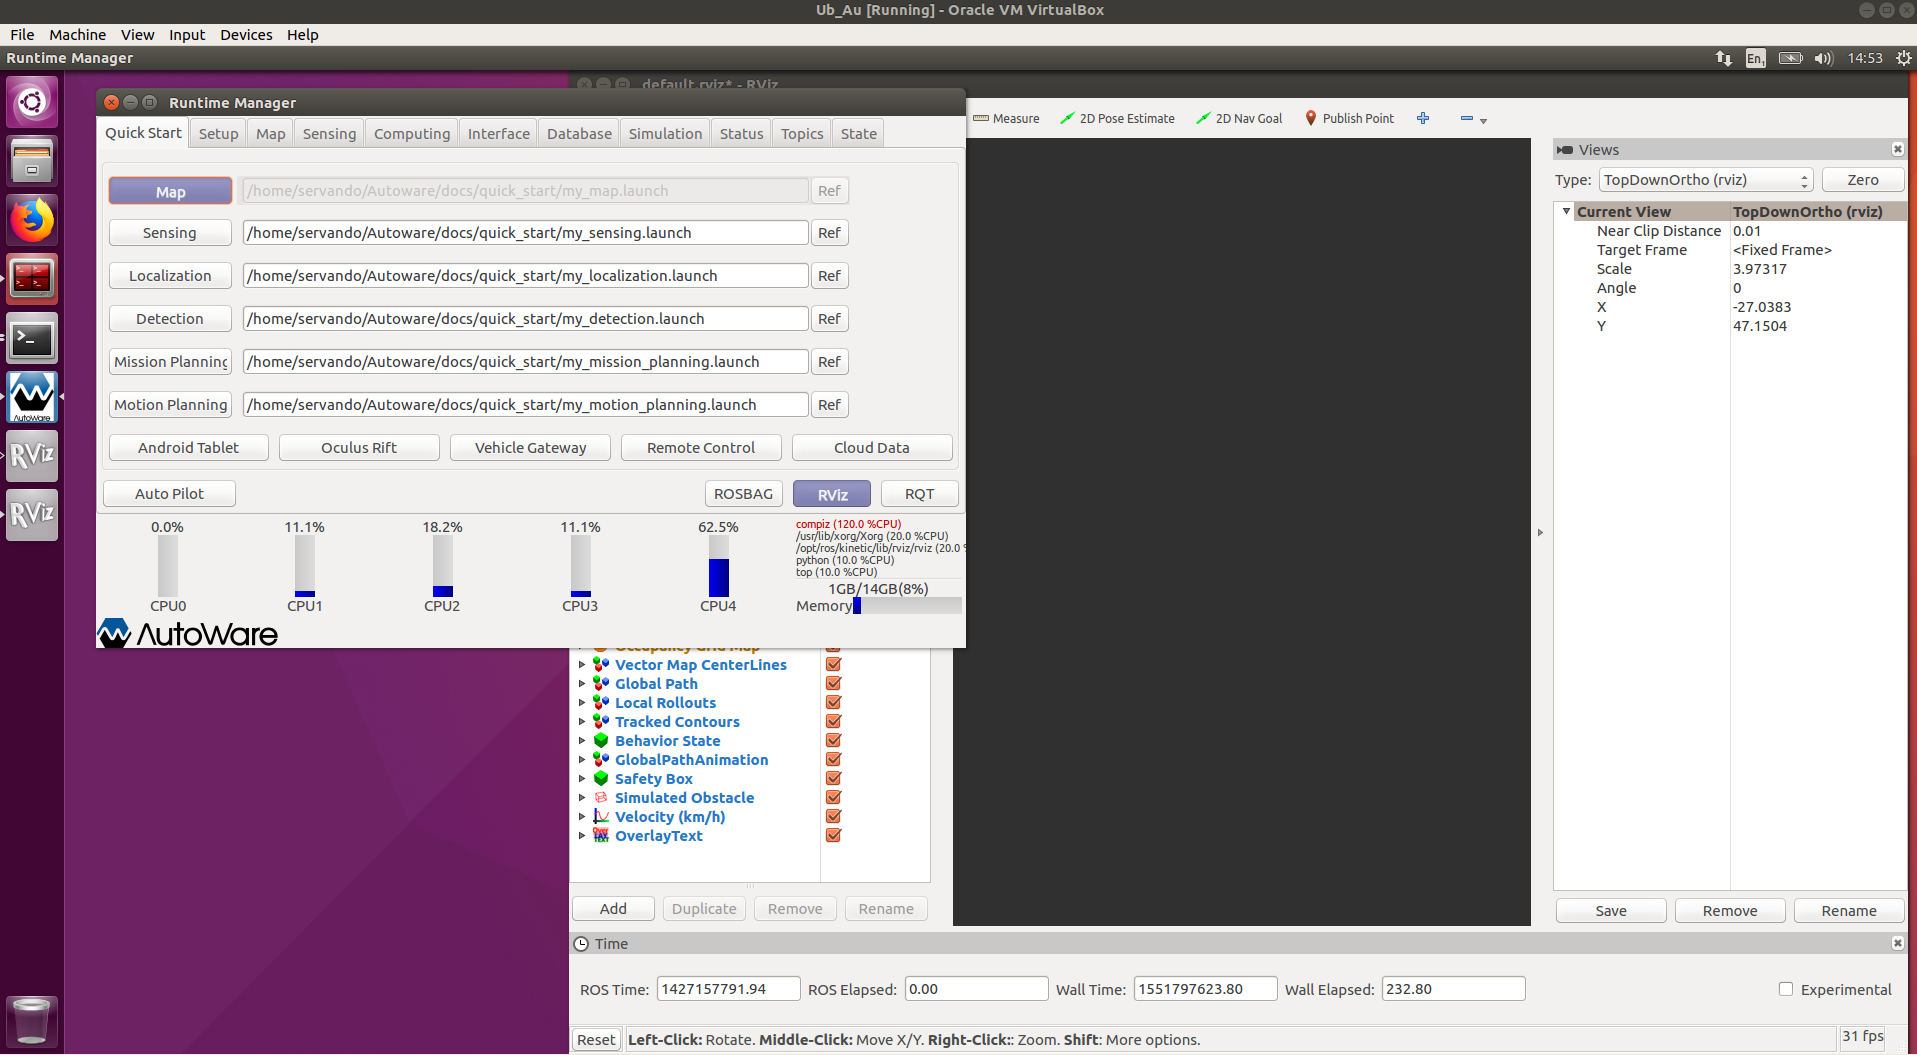 Ub_Au [Running] - Oracle VM VirtualBox
File Machine View Input Devices Help
Runtime Manager
En1 14:53
default.rviz* - RViz
Runtime Manager
Measure 2D Pose Estimate 2D Nav Goal Publish Point
Quick Start Setup Map Sensing Computing Interface Database Simulation Status Topics State
Views
Type: TopDownOrtho (rviz) Zero
Map /home/servando/Autoware/docs/quick_start/my_map.launch Ref
Current View TopDownOrtho (rviz)
Near Clip Distance 0.01
Sensing /home/servando/Autoware/docs/quick_start/my_sensing.launch Ref
Target Frame <Fixed Frame>
Scale 3.97317
Localization /home/servando/Autoware/docs/quick_start/my_localization.launch Ref
Angle 0
X -27.0383
Detection /home/servando/Autoware/docs/quick_start/my_detection.launch Ref
Y 47.1504
Mission Planning /home/servando/Autoware/docs/quick_start/my_mission_planning.launch Ref
Motion Planning /home/servando/Autoware/docs/quick_start/my_motion_planning.launch Ref
AutoWare
Android Tablet Oculus Rift Vehicle Gateway Remote Control Cloud Data
RViz
Auto Pilot ROSBAG RViz RQT
RViz
0.0% 11.1% 18.2% 11.1% 62.5%
compiz (120.0 %CPU)
/usr/lib/xorg/Xorg (20.0 %CPU)
/opt/ros/kinetic/lib/rviz/rviz (20.0 %
python (10.0 %CPU)
top (10.0 %CPU)
1GB/14GB(8%)
CPU0 CPU1 CPU2 CPU3 CPU4 Memory
AutoWare
Occupancy Grid Map
Vector Map CenterLines
Global Path
Local Rollouts
Tracked Contours
Behavior State
GlobalPathAnimation
Safety Box
Simulated Obstacle
Velocity (km/h)
OverlayText
Add Duplicate Remove Rename
Save Remove Rename
Time
ROS Time: 1427157791.94 ROS Elapsed: 0.00 Wall Time: 1551797623.80 Wall Elapsed: 232.80 Experimental
Reset Left-Click: Rotate. Middle-Click: Move X/Y. Right-Click:: Zoom. Shift: More options. 31 fps